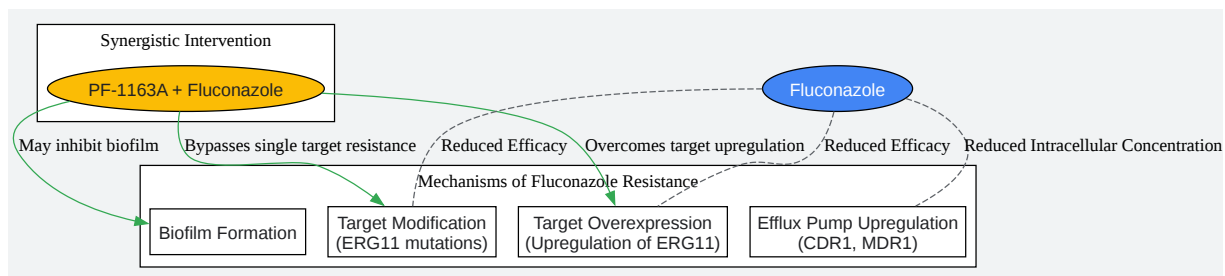 Synergistic Intervention
PF-1163A + Fluconazole
Fluconazole
May inhibit biofilm
Bypasses single target resistance
Reduced Efficacy
Overcomes target upregulation
Reduced Efficacy
Reduced Intracellular Concentration
Mechanisms of Fluconazole Resistance
Biofilm Formation
Target Modification
(ERG11 mutations)
Target Overexpression
(Upregulation of ERG11)
Efflux Pump Upregulation
(CDR1, MDR1)